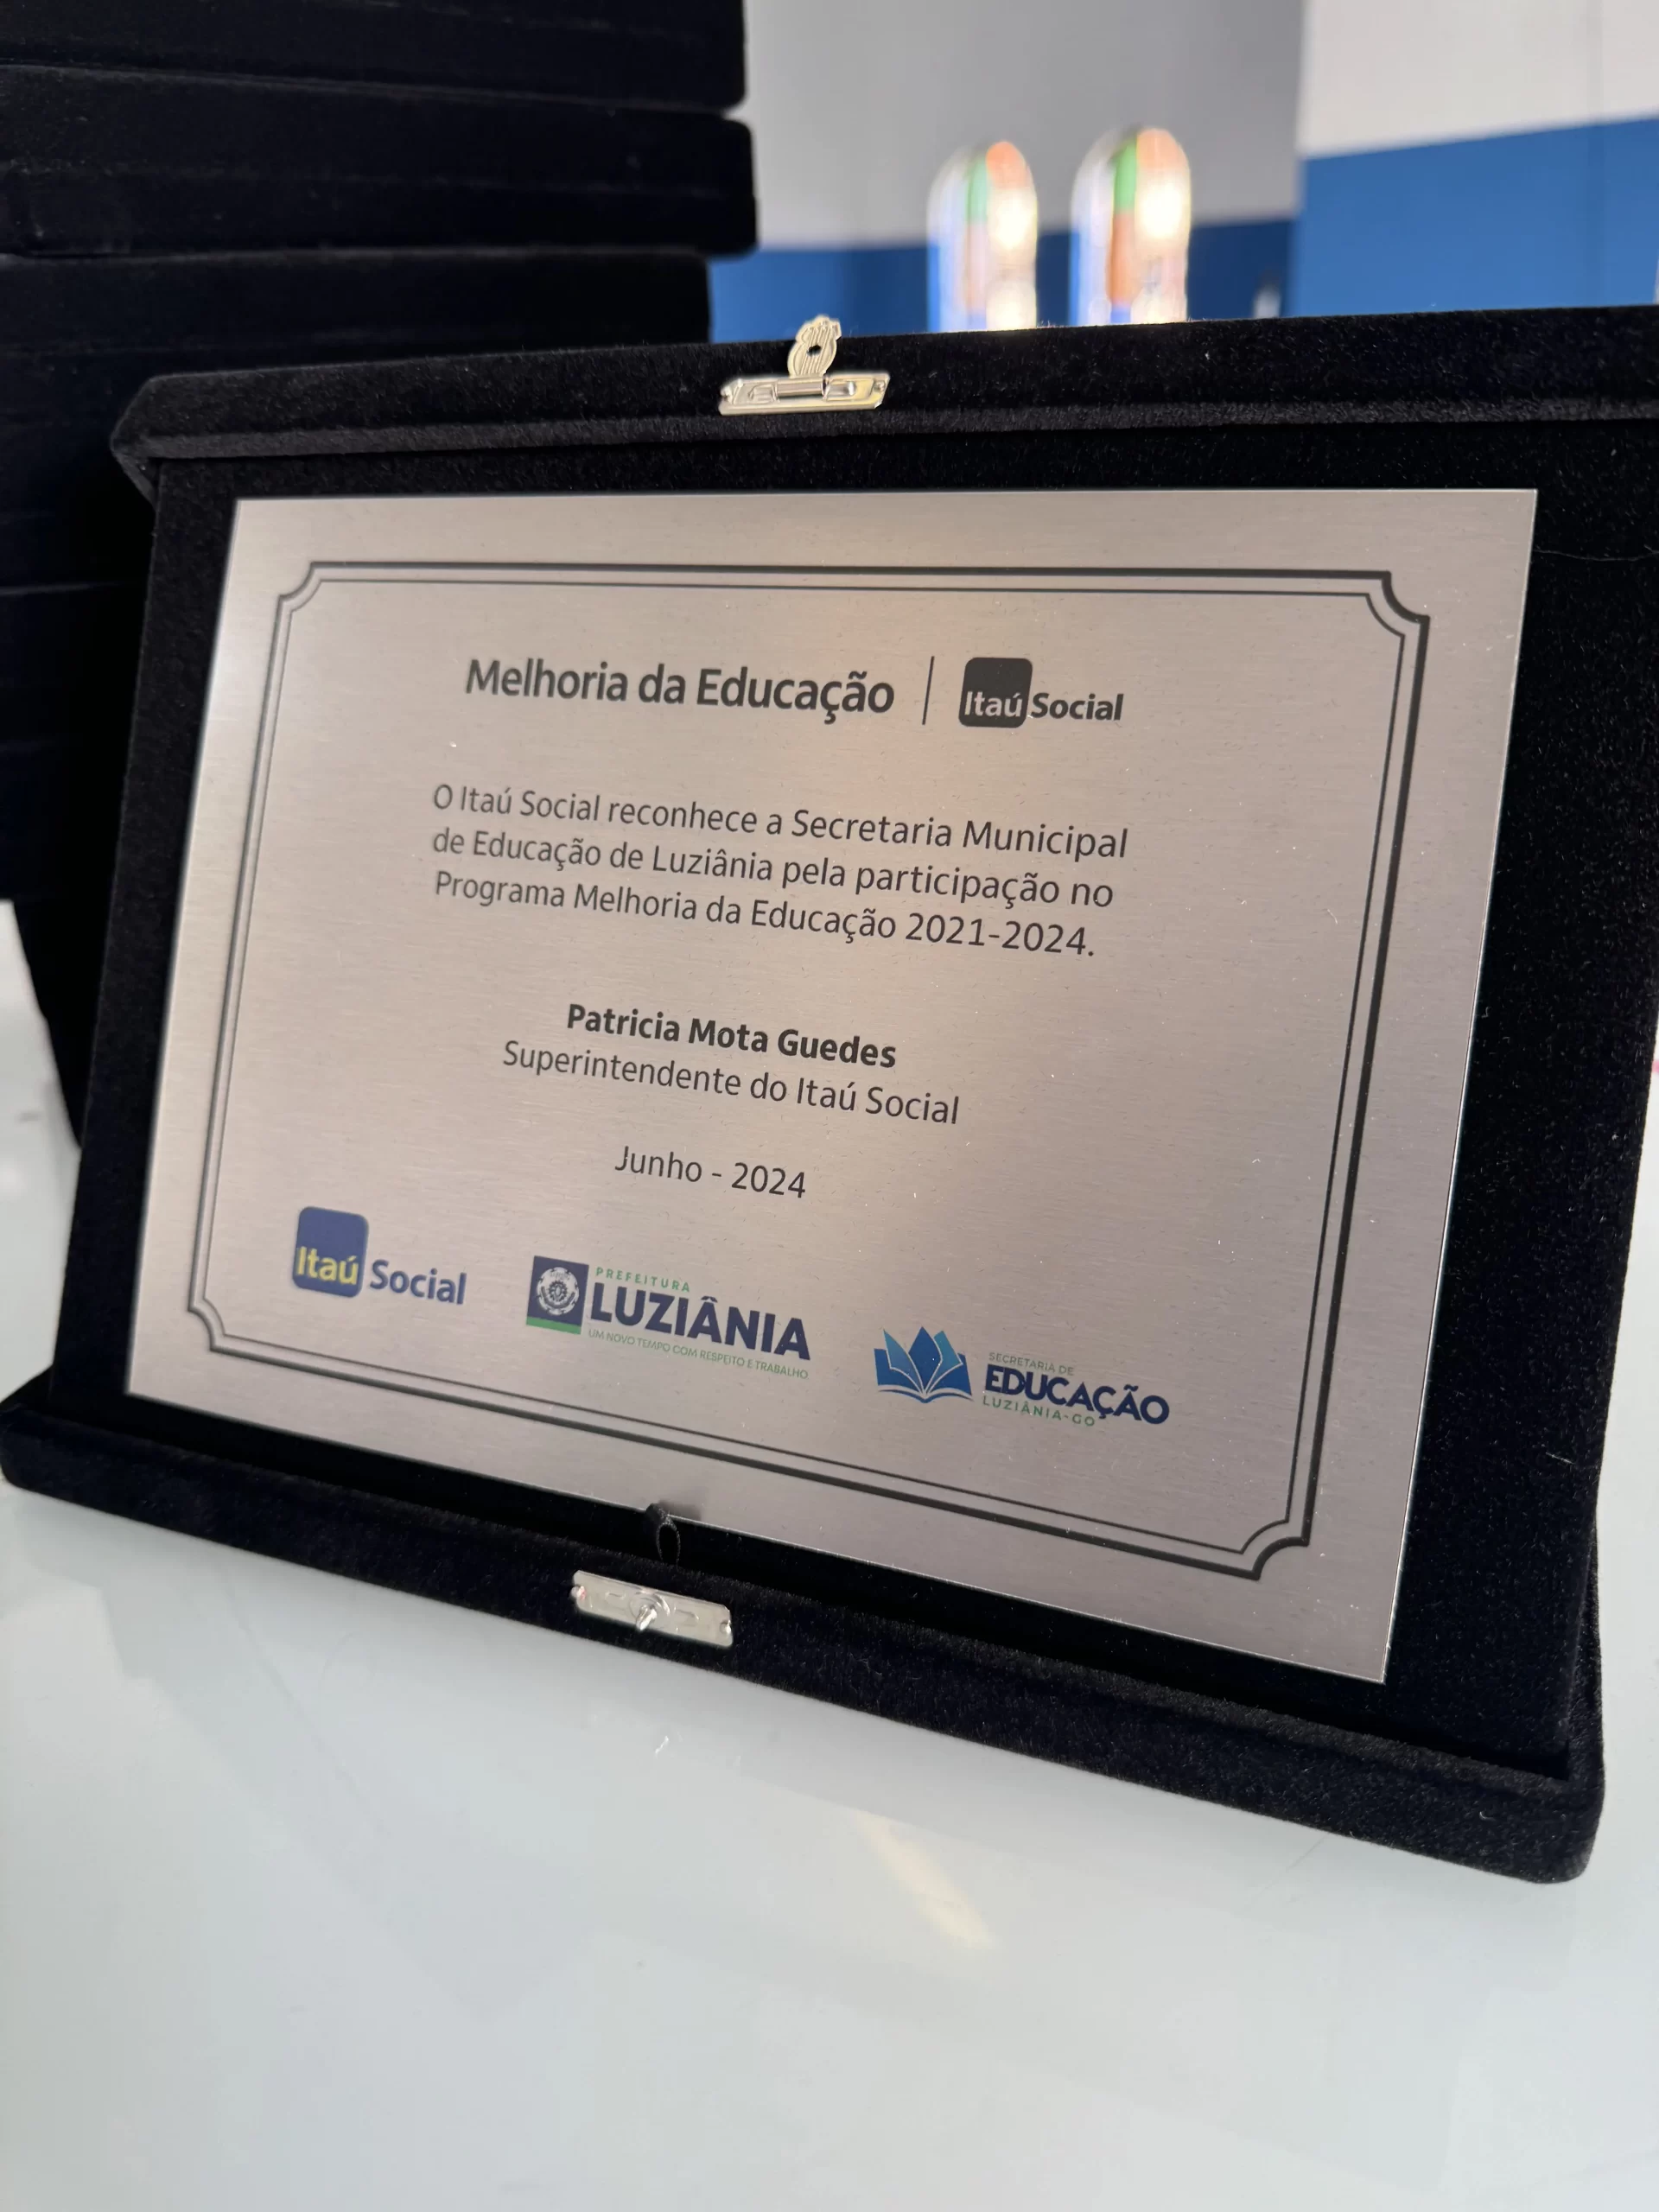 Melhoria da Educação | Itaú Social
O Itaú Social reconhece a Secretaria Municipal
de Educação de Luziânia pela participação no
Programa Melhoria da Educação 2021-2024.
Patricia Mota Guedes
Superintendente do Itaú Social
Junho - 2024
Itaú Social
PREFEITURA
LUZIÂNIA
UM NOVO TEMPO COM RESPEITO E TRABALHO
SECRETARIA DE
EDUCAÇÃO
LUZIÂNIA-GO